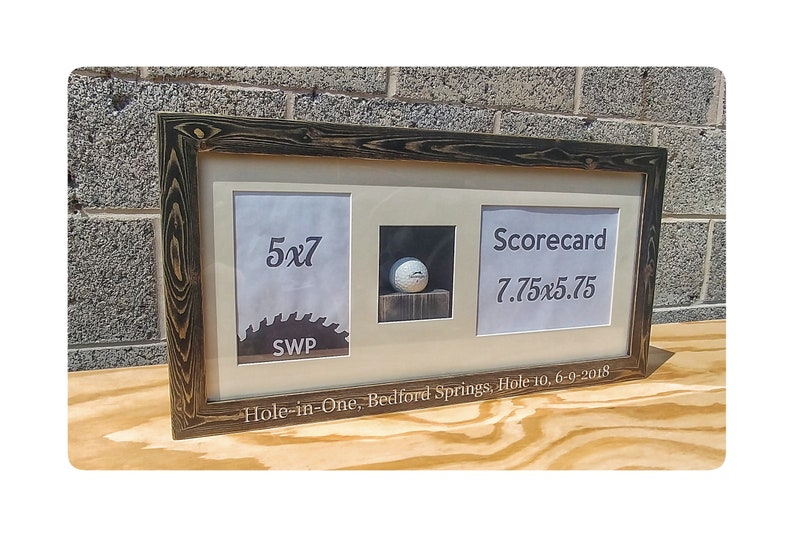 5x7
SWP
Scorecard
7.75x5.75
Hole-in-One, Bedford Springs, Hole 10, 6-9-2018